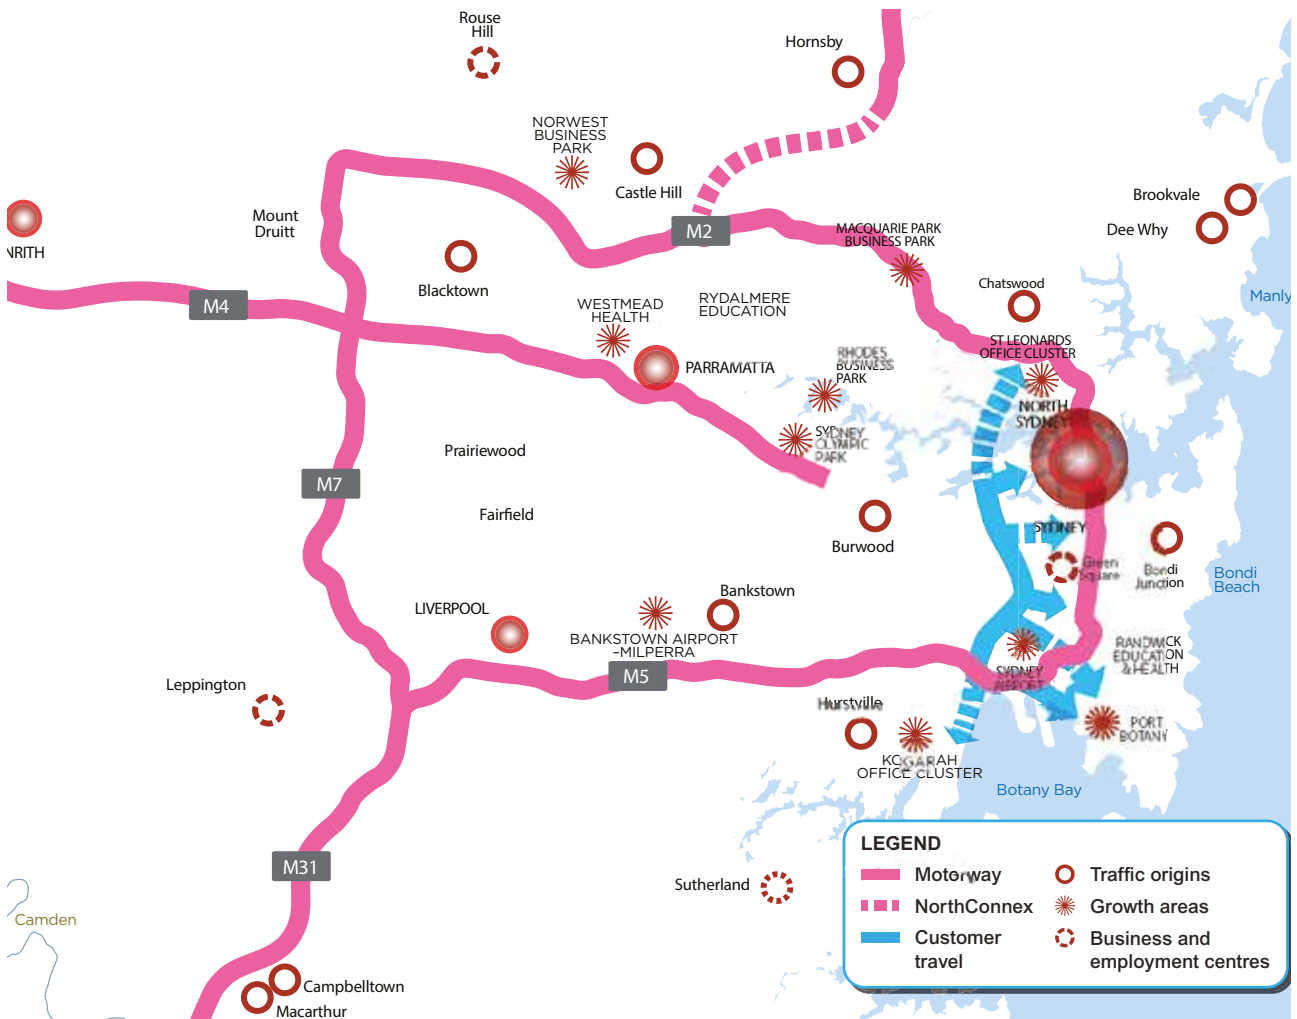 Rouse
Hill
Hornsby
NORWEST
BUSINESS
PARK
Castle Hill
Brookvale
Dee Why
Mount
Druitt
M2
MACQUARIE PARK
BUSINESS PARK
NRITH
Blacktown
Chatswood
Manly
M4
WESTMEAD
HEALTH
RYDALMERE
EDUCATION
ST LEONARDS
OFFICE CLUSTER
RHODES
BUSINESS
PARK
PARRAMATTA
NORTH
SYDNEY
SYDNEY
OLYMPIC
PARK
Prairiewood
M7
Fairfield
Burwood
SYDNEY
Green
Square
Bondi
Junction
Bondi
Beach
Bankstown
LIVERPOOL
BANKSTOWN AIRPORT
-MILPERRA
RANDWICK
EDUCATION
& HEALTH
M5
SYDNEY
AIRPORT
Leppington
Hurstville
PORT
BOTANY
KOGARAH
OFFICE CLUSTER
Botany Bay
M31
Sutherland
Camden
Campbelltown
Macarthur
LEGEND
Motorway
NorthConnex
Customer
travel
Traffic origins
Growth areas
Business and
employment centres